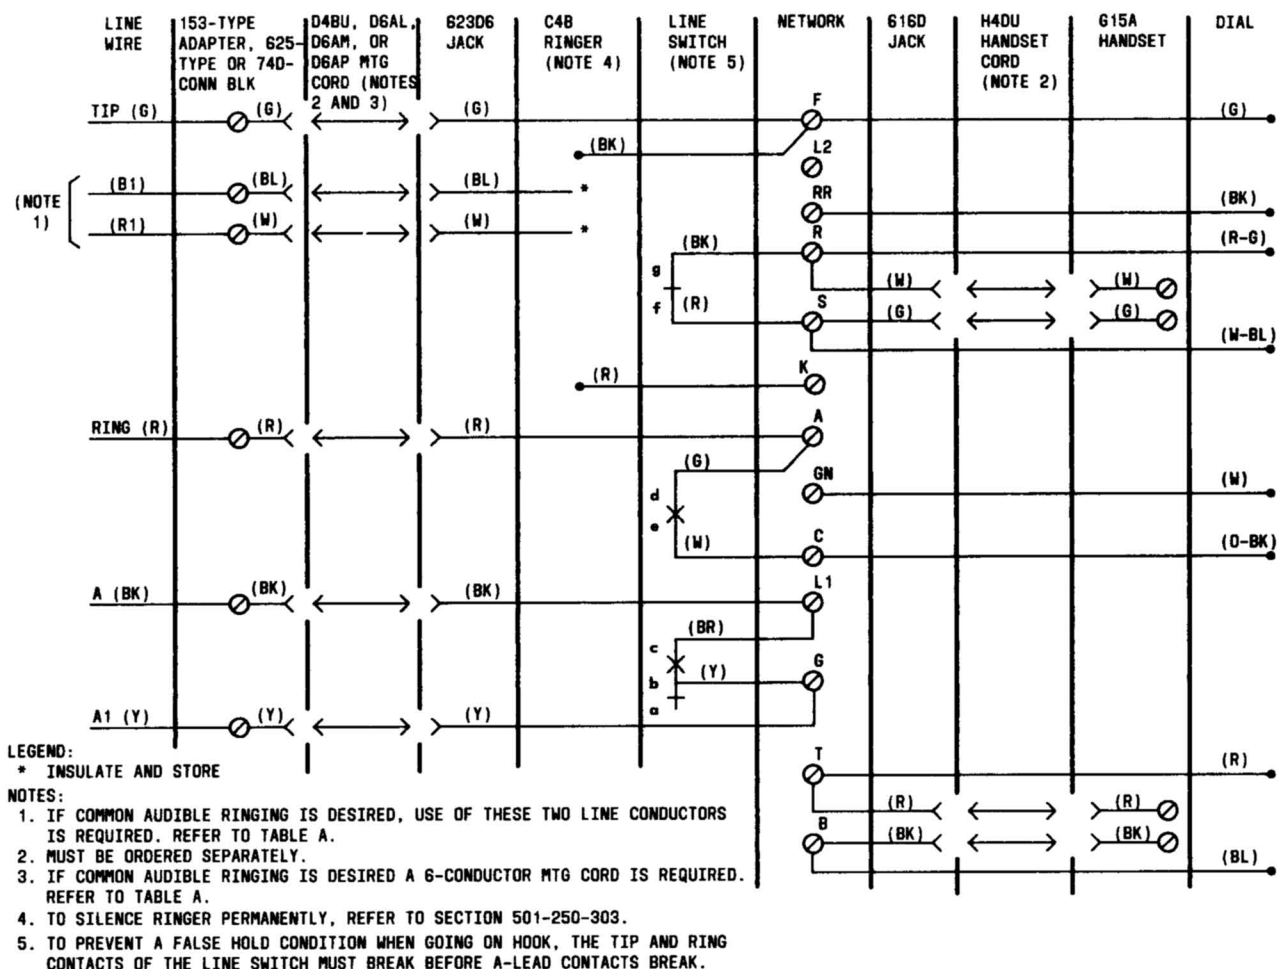 LINE WIRE
153-TYPE ADAPTER, 625-TYPE OR 74D-CONN BLK
D4BU, D6AL, D6AM, OR D6AP MTG CORD (NOTES 2 AND 3)
623D6 JACK
C4B RINGER (NOTE 4)
LINE SWITCH (NOTE 5)
NETWORK
616D JACK
H4DU HANDSET CORD (NOTE 2)
G15A HANDSET
DIAL
TIP (G) (G) (G) F (G)
(BK) L2
(NOTE 1) (B1) (BL) (BL) * RR (BK)
(R1) (W) (W) * R (R-G)
(BK)
g (W) (W)
f (R) S (G) (G)
(W-BL)
(R) K
RING (R) (R) (R) A
(G) GN (W)
d
e
(W) C (O-BK)
A (BK) (BK) (BK) L1
(BR)
c G
b (Y)
a
A1 (Y) (Y) (Y)
T (R)
(R) (R)
B (BK) (BK)
(BL)
LEGEND:
* INSULATE AND STORE
NOTES:
1. IF COMMON AUDIBLE RINGING IS DESIRED, USE OF THESE TWO LINE CONDUCTORS
IS REQUIRED. REFER TO TABLE A.
2. MUST BE ORDERED SEPARATELY.
3. IF COMMON AUDIBLE RINGING IS DESIRED A 6-CONDUCTOR MTG CORD IS REQUIRED.
REFER TO TABLE A.
4. TO SILENCE RINGER PERMANENTLY, REFER TO SECTION 501-250-303.
5. TO PREVENT A FALSE HOLD CONDITION WHEN GOING ON HOOK, THE TIP AND RING
CONTACTS OF THE LINE SWITCH MUST BREAK BEFORE A-LEAD CONTACTS BREAK.